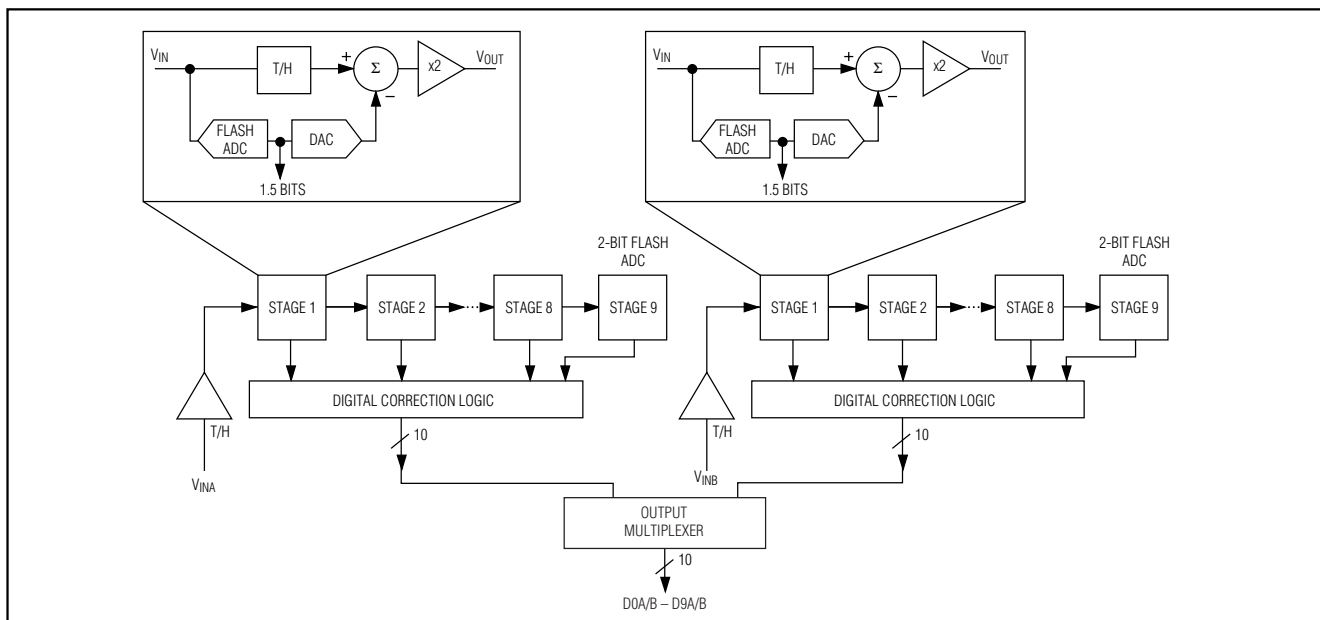 VIN
T/H
+
Σ
–
x2
VOUT
FLASH
ADC
DAC
1.5 BITS
VIN
T/H
+
Σ
–
x2
VOUT
FLASH
ADC
DAC
1.5 BITS
2-BIT FLASH
ADC
STAGE 1
STAGE 2
STAGE 8
STAGE 9
DIGITAL CORRECTION LOGIC
T/H
VINA
10
2-BIT FLASH
ADC
STAGE 1
STAGE 2
STAGE 8
STAGE 9
DIGITAL CORRECTION LOGIC
T/H
VINB
10
OUTPUT
MULTIPLEXER
10
D0A/B – D9A/B